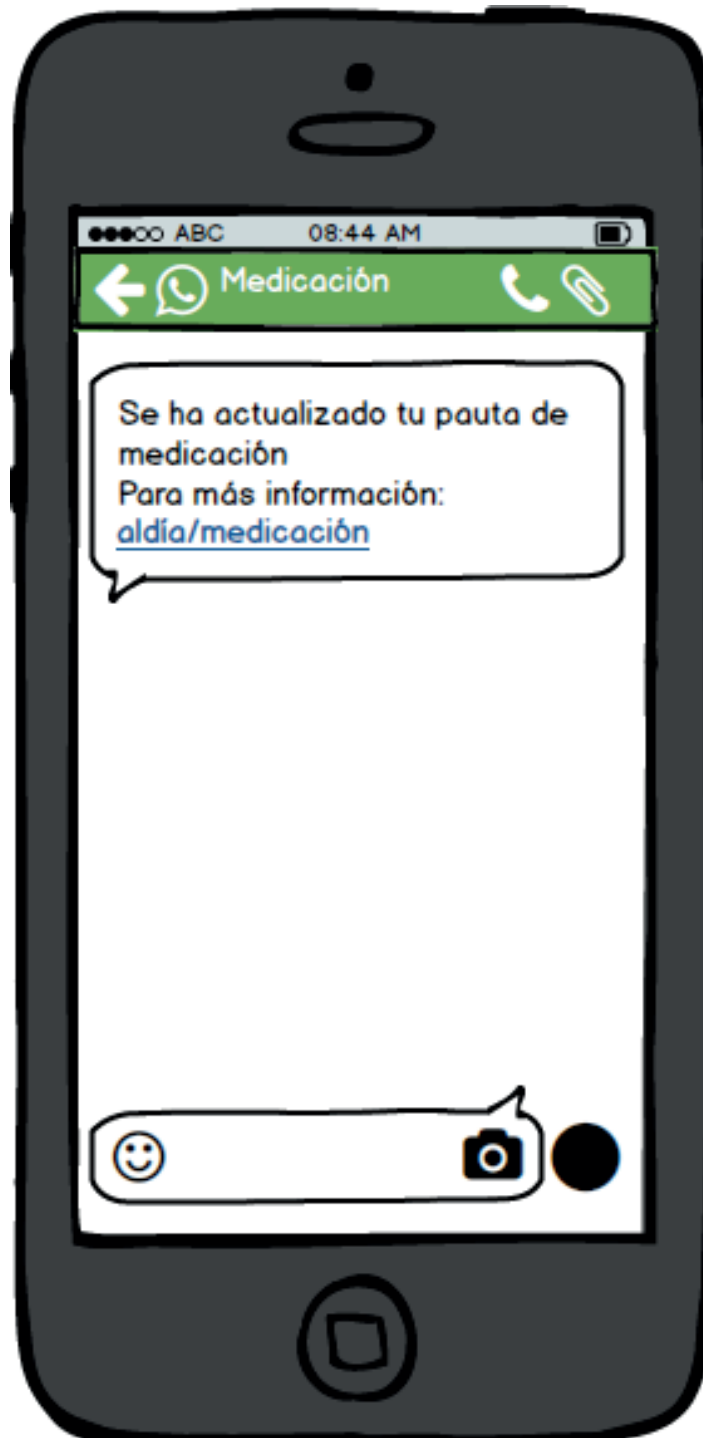 ABC 08:44 AM
Medicación
Se ha actualizado tu pauta de
medicación
Para más información:
aldía/medicación